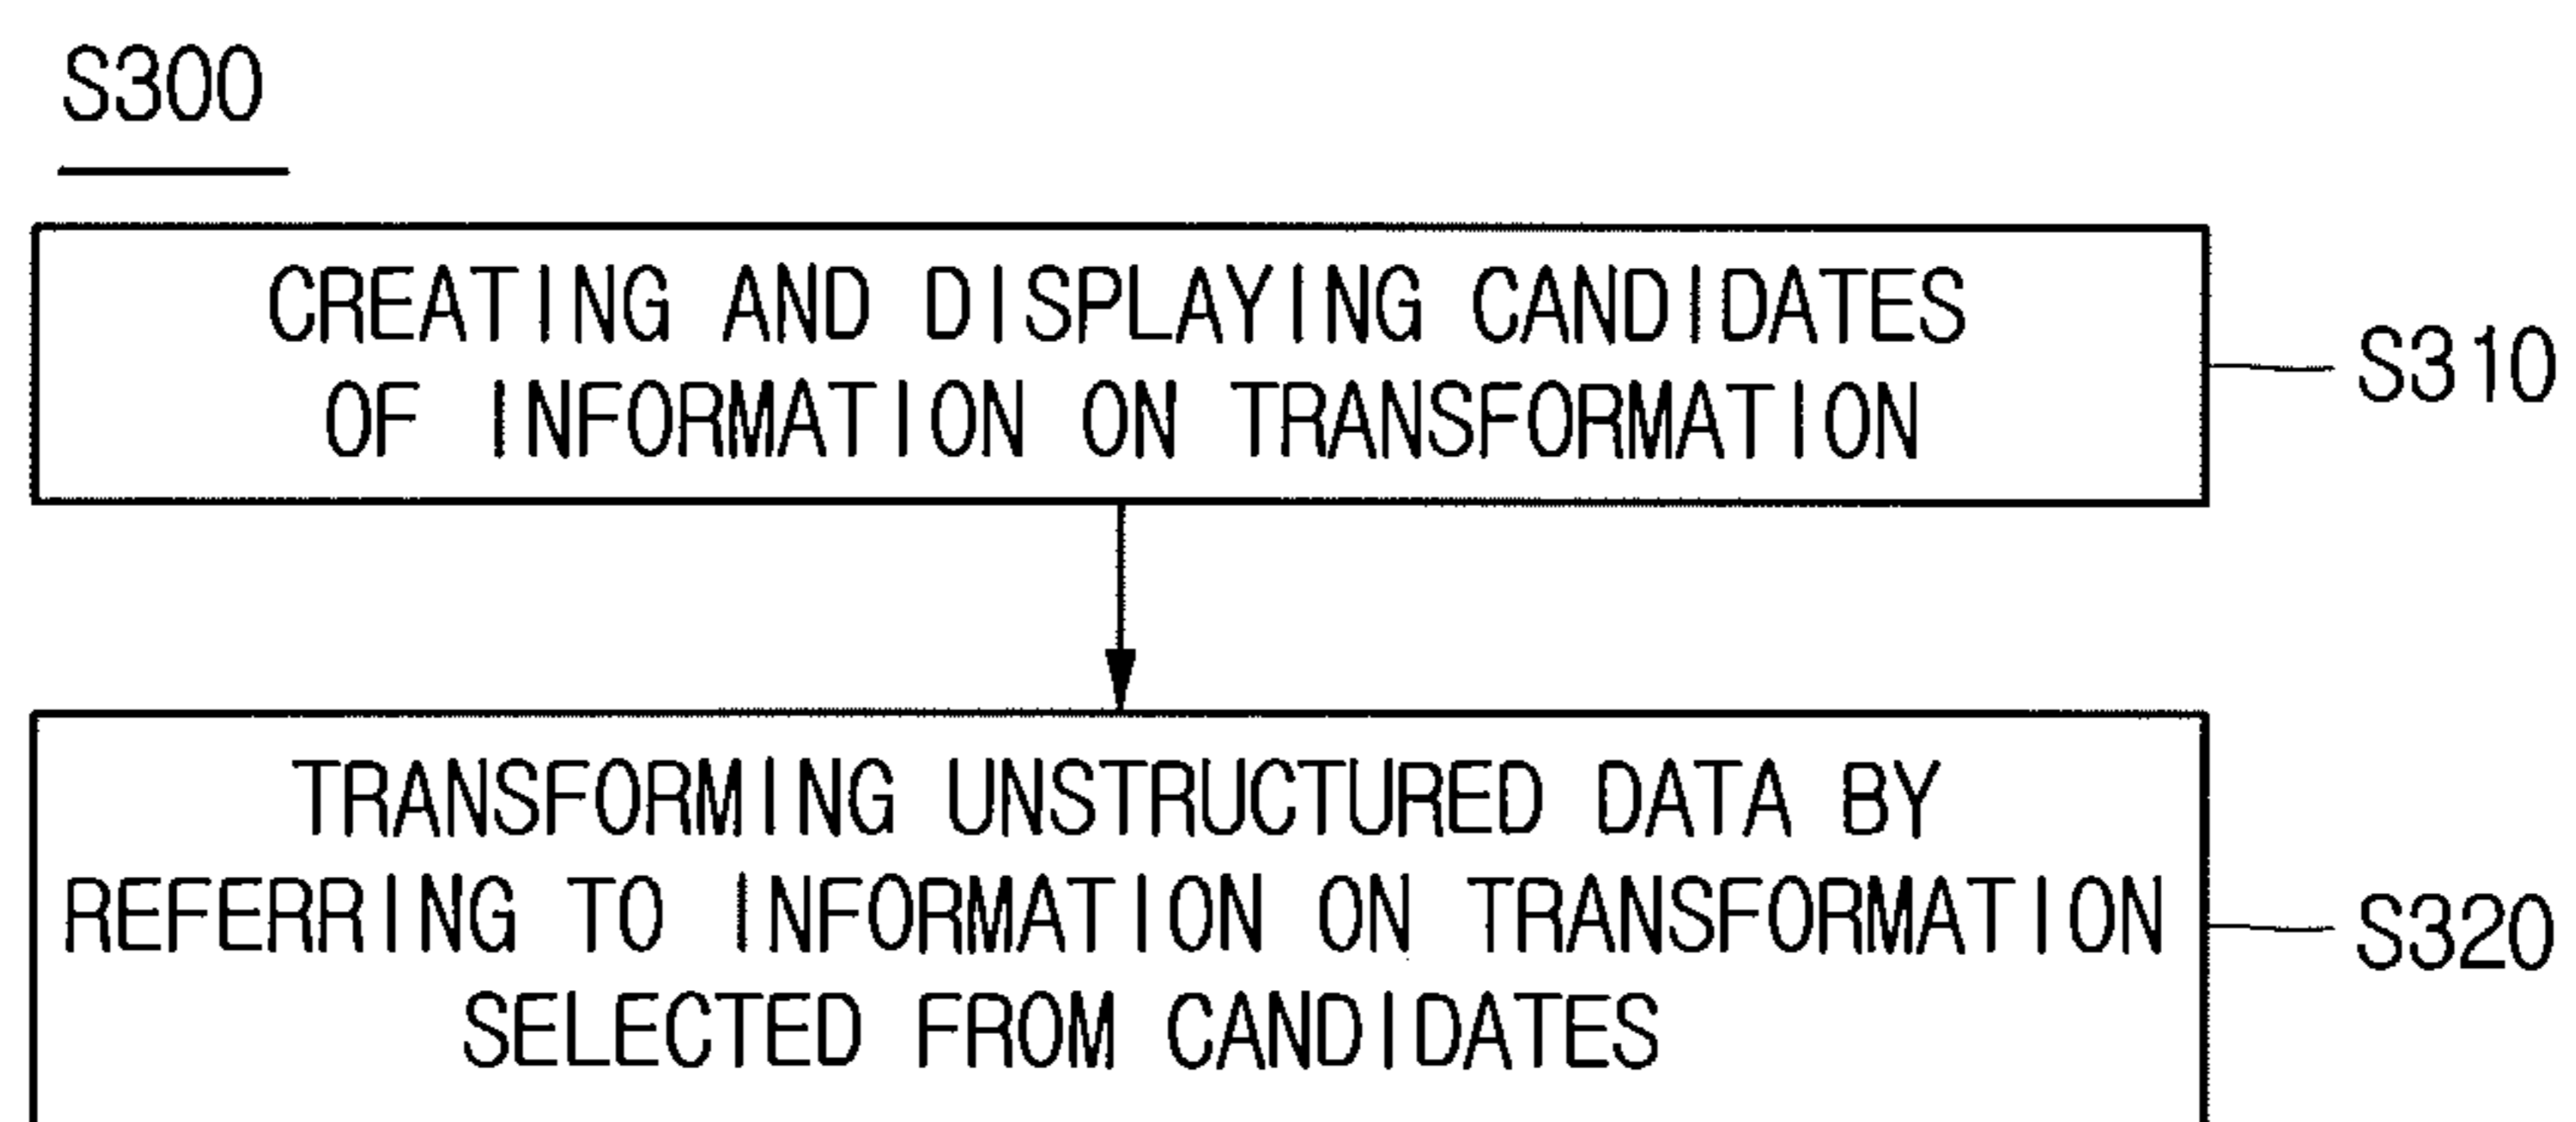 S300
CREATING AND DISPLAYING CANDIDATES
OF INFORMATION ON TRANSFORMATION
S310
TRANSFORMING UNSTRUCTURED DATA BY
REFERRING TO INFORMATION ON TRANSFORMATION
SELECTED FROM CANDIDATES
S320